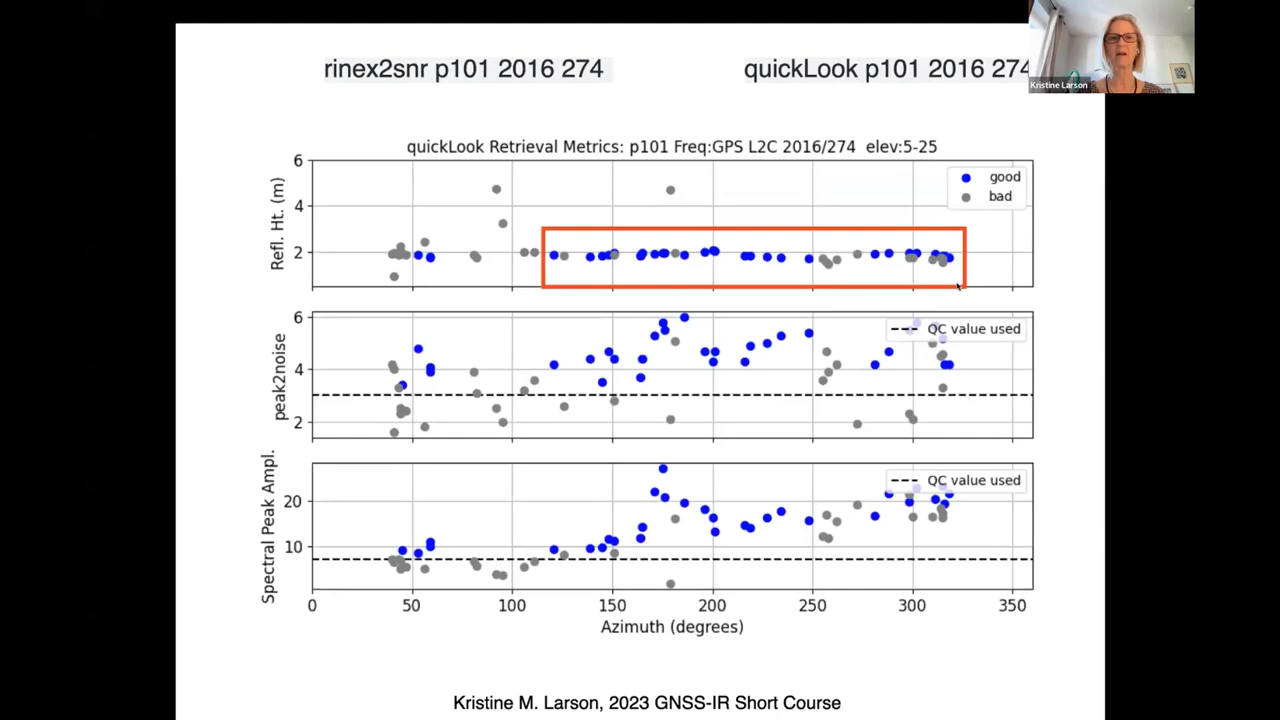 rinex2snr p101 2016 274
quickLook p101 2016 274
Kristine Larson
quickLook Retrieval Metrics: p101 Freq:GPS L2C 2016/274 elev:5-25
Refl. Ht. (m)
6
4
2
good
bad
peak2noise
6
4
2
QC value used
Spectral Peak Ampl.
20
10
QC value used
0 50 100 150 200 250 300 350
Azimuth (degrees)
Kristine M. Larson, 2023 GNSS-IR Short Course